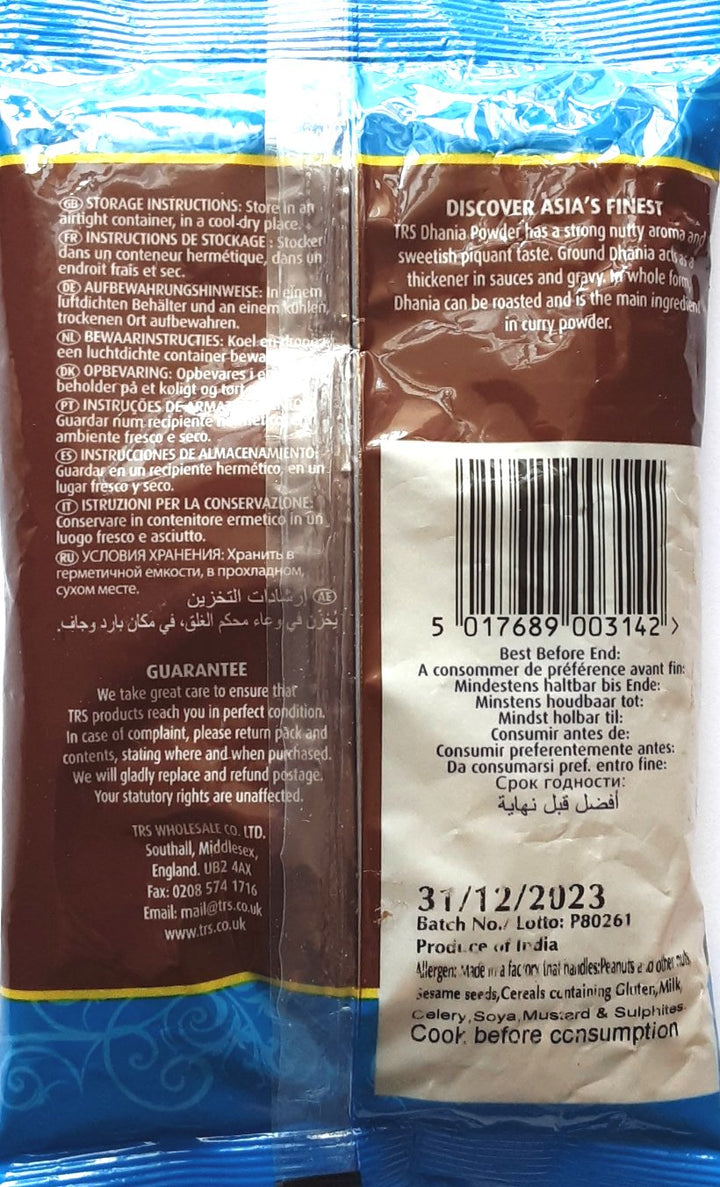 GB STORAGE INSTRUCTIONS: Store in an
airtight container, in a cool dry place.
FR INSTRUCTIONS DE STOCKAGE : Stocker
dans un conteneur hermétique, dans un
endroit frais et sec.
DE AUFBEWAHRUNGSHINWEISE: In einem
luftdichten Behälter und an einem kühlen,
trockenen Ort aufbewahren.
NL BEWAARINSTRUCTIES: Koel en
een luchtdichte container
DK OPBEVARING: Opbevares i
beholder på et køligt og tørt
PT INSTRUÇÕES DE
Guardar num recipiente
ambiente fresco e seco.
ES INSTRUCCIONES DE ALMACENAMIENTO:
Guardar en un recipiente hermético, en un
lugar fresco y seco.
IT ISTRUZIONI PER LA CONSERVAZIONE:
Conservare in contenitore ermetico in un
luogo fresco e asciutto.
RU УСЛОВИЯ ХРАНЕНИЯ: Хранить в
герметичной емкости, в прохладном,
сухом месте.
AE إرشادات التخزين
يخزن في وعاء محكم الغلق، في مكان بارد وجاف.
GUARANTEE
We take great care to ensure that
TRS products reach you in perfect condition.
In case of complaint, please return pack and
contents, stating where and when purchased.
We will gladly replace and refund postage.
Your statutory rights are unaffected.
TRS WHOLESALE CO. LTD.
Southall, Middlesex,
England. UB2 4AX
Fax: 0208 574 1716
Email: mail@trs.co.uk
www.trs.co.uk
DISCOVER ASIA'S FINEST
TRS Dhania Powder has a strong nutty aroma and
sweetish piquant taste. Ground Dhania acts as a
thickener in sauces and gravy. In whole form,
Dhania can be roasted and is the main ingredient
in curry powder.
5 017689 003142 >
Best Before End:
A consommer de préférence avant fin:
Mindestens haltbar bis Ende:
Minstens houdbaar tot:
Mindst holbar til:
Consumir antes de:
Consumir preferentemente antes:
Da consumarsi pref. entro fine:
Срок годности:
أفضل قبل نهاية
31/12/2023
Batch No./ Lotto: P80261
Produce of India
Allergen: Made in a factory that handles:Peanuts and other nuts,
Sesame seeds,Cereals containing Gluten,Milk,
Celery,Soya,Mustard & Sulphites.
Cook before consumption